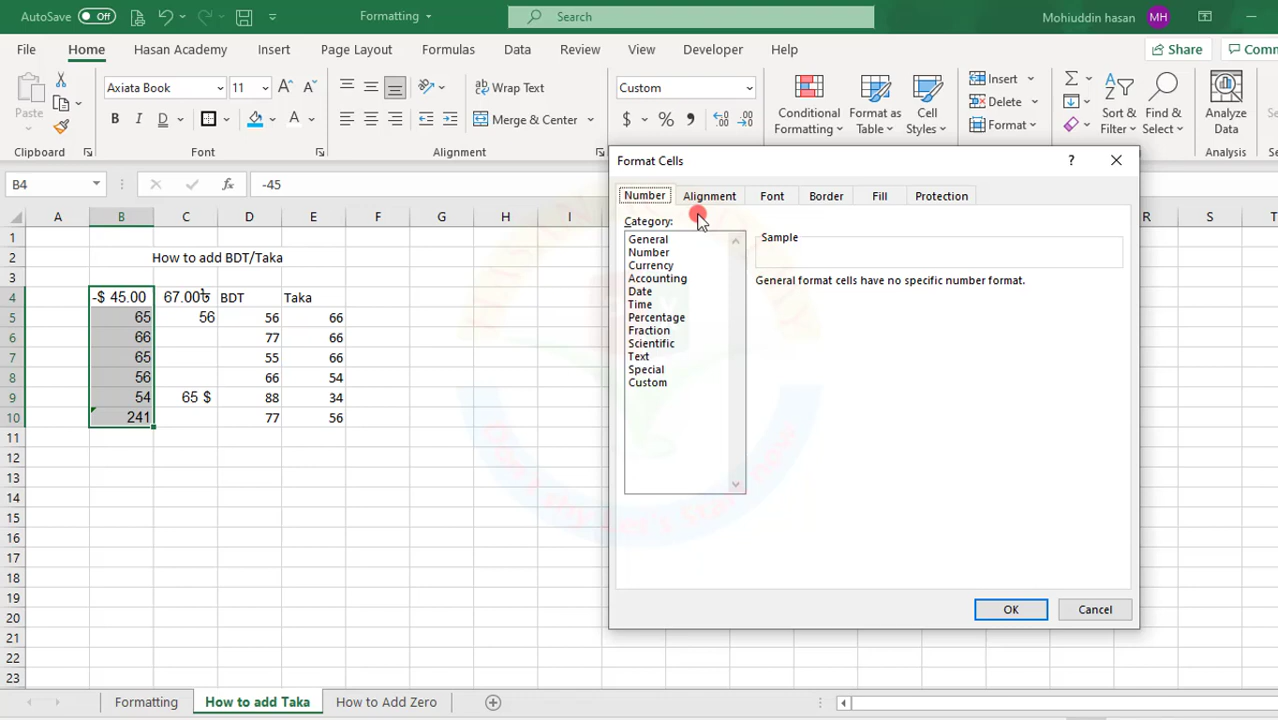 AutoSave Off Formatting Search Mohiuddin hasan MH
File Home Hasan Academy Insert Page Layout Formulas Data Review View Developer Help Share Comm
Paste Axiata Book 11 Wrap Text Custom Insert Sort & Find & Analyze
B I D A Merge & Center $ % Conditional Format as Cell Delete Format
Formatting Table Styles Filter Select Data
Clipboard Font Alignment Analysis
B4 fx -45
Format Cells ?
Number Alignment Font Border Fill Protection
Category:
General
Number
Currency
Accounting
Date
Time
Percentage
Fraction
Scientific
Text
Special
Custom
Sample
General format cells have no specific number format.
OK Cancel
A B C D E F G H I R S T
1
2 How to add BDT/Taka
3
4 -$ 45.00 67.00৳ BDT Taka
5 65 56 56 66
6 66 77 66
7 65 55 66
8 56 66 54
9 54 65 $ 88 34
10 241 77 56
11
12
13
14
15
16
17
18
19
20
21
22
23
Formatting How to add Taka How to Add Zero